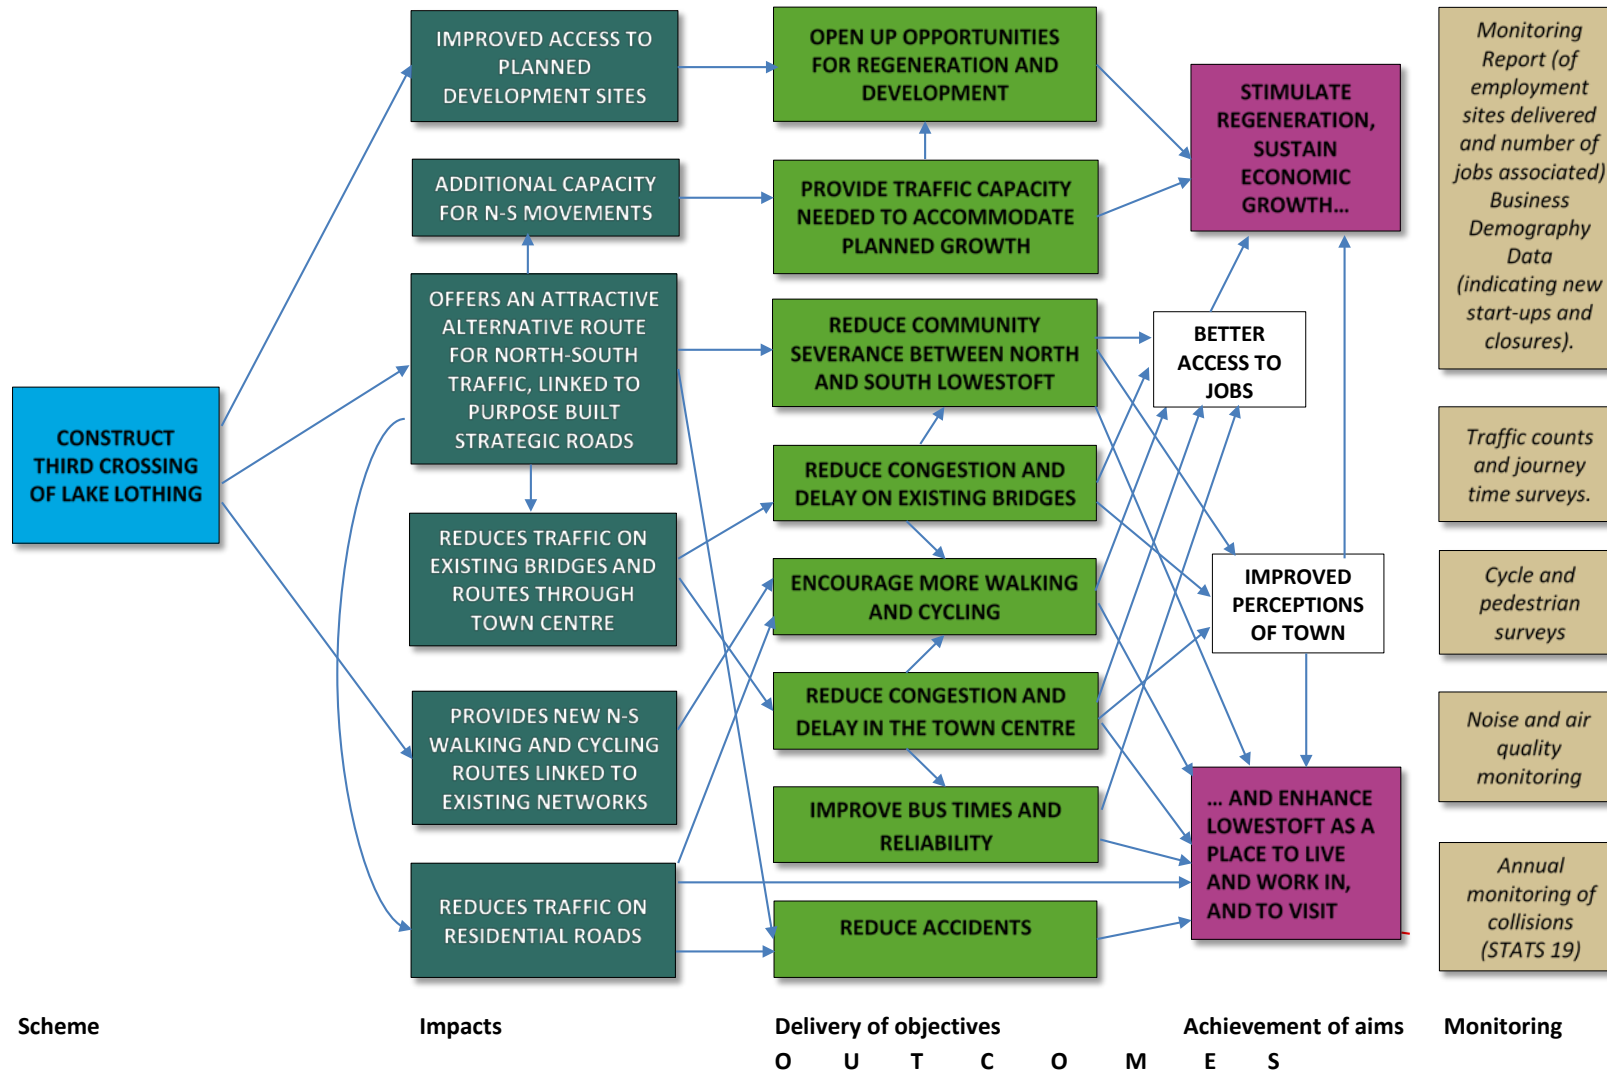 CONSTRUCT
THIRD CROSSING
OF LAKE LOTHING
IMPROVED ACCESS TO
PLANNED
DEVELOPMENT SITES
ADDITIONAL CAPACITY
FOR N-S MOVEMENTS
OFFERS AN ATTRACTIVE
ALTERNATIVE ROUTE
FOR NORTH-SOUTH
TRAFFIC, LINKED TO
PURPOSE BUILT
STRATEGIC ROADS
REDUCES TRAFFIC ON
EXISTING BRIDGES AND
ROUTES THROUGH
TOWN CENTRE
PROVIDES NEW N-S
WALKING AND CYCLING
ROUTES LINKED TO
EXISTING NETWORKS
REDUCES TRAFFIC ON
RESIDENTIAL ROADS
OPEN UP OPPORTUNITIES
FOR REGENERATION AND
DEVELOPMENT
PROVIDE TRAFFIC CAPACITY
NEEDED TO ACCOMMODATE
PLANNED GROWTH
REDUCE COMMUNITY
SEVERANCE BETWEEN NORTH
AND SOUTH LOWESTOFT
REDUCE CONGESTION AND
DELAY ON EXISTING BRIDGES
ENCOURAGE MORE WALKING
AND CYCLING
REDUCE CONGESTION AND
DELAY IN THE TOWN CENTRE
IMPROVE BUS TIMES AND
RELIABILITY
REDUCE ACCIDENTS
STIMULATE
REGENERATION,
SUSTAIN
ECONOMIC
GROWTH…
BETTER
ACCESS TO
JOBS
IMPROVED
PERCEPTIONS
OF TOWN
… AND ENHANCE
LOWESTOFT AS A
PLACE TO LIVE
AND WORK IN,
AND TO VISIT
Monitoring
Report (of
employment
sites delivered
and number of
jobs associated)
Business
Demography
Data
(indicating new
start-ups and
closures).
Traffic counts
and journey
time surveys.
Cycle and
pedestrian
surveys
Noise and air
quality
monitoring
Annual
monitoring of
collisions
(STATS 19)
Scheme
Impacts
Delivery of objectives
Achievement of aims
Monitoring
O U T C O M E S